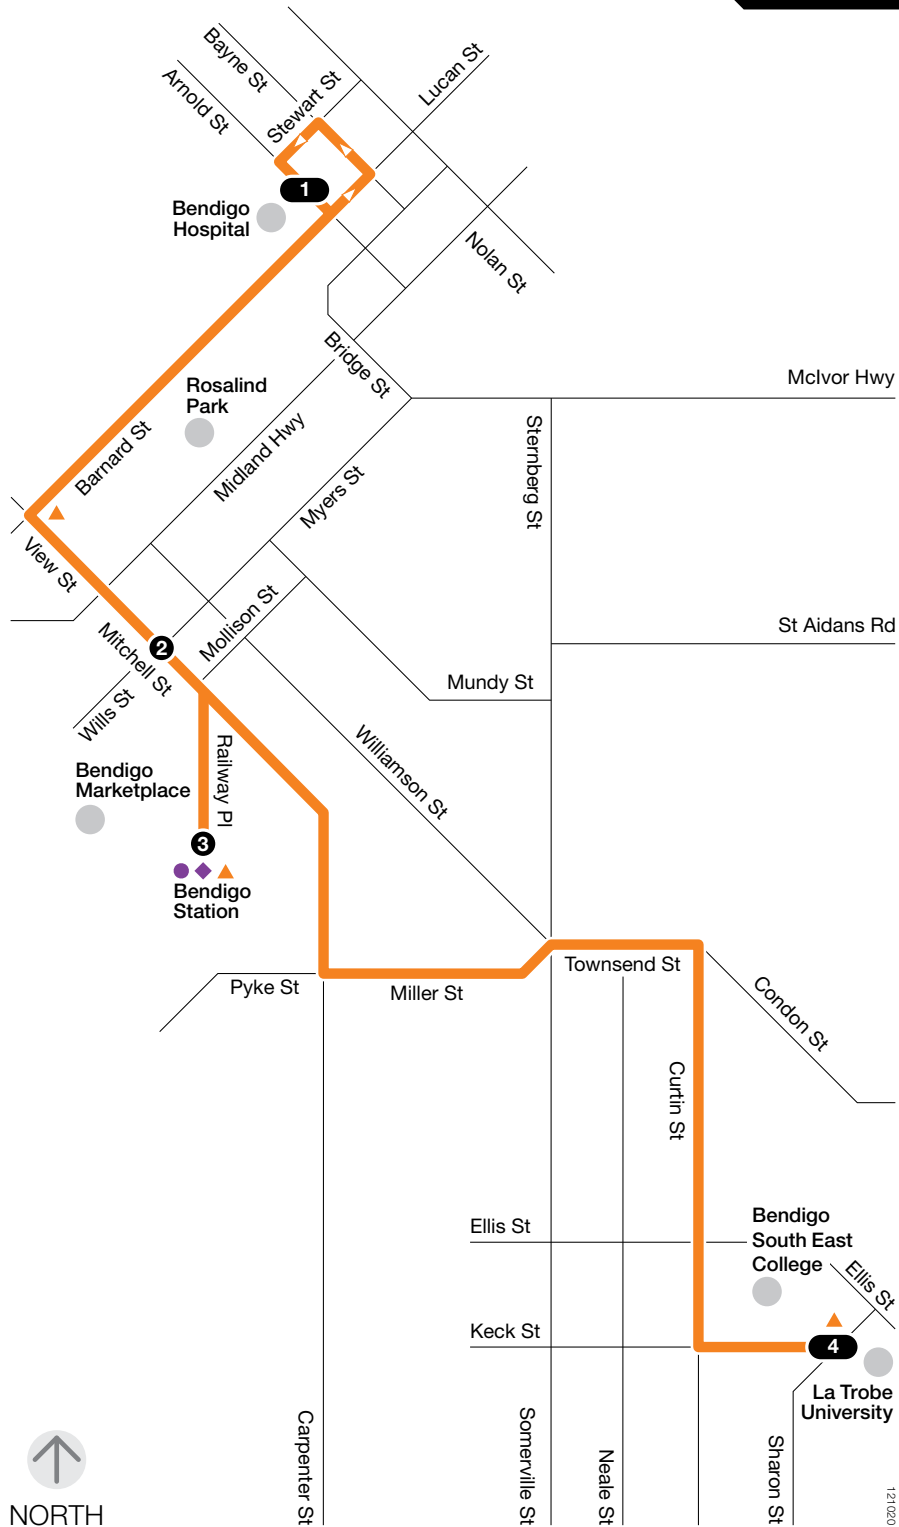 Bayne St
Arnold St
Stewart St
Lucan St
1
Bendigo
Hospital
Nolan St
Bridge St
McIvor Hwy
Rosalind
Park
Barnard St
Midland Hwy
Myers St
Sternberg St
View St
Mollison St
St Aidans Rd
Mitchell St
2
Wills St
Mundy St
Railway Pl
Williamson St
Bendigo
Marketplace
3
Bendigo
Station
Pyke St
Miller St
Townsend St
Condon St
Curtin St
Ellis St
Bendigo
South East
College
Ellis St
Keck St
4
La Trobe
University
Carpenter St
Somerville St
Neale St
Sharon St
NORTH
121020